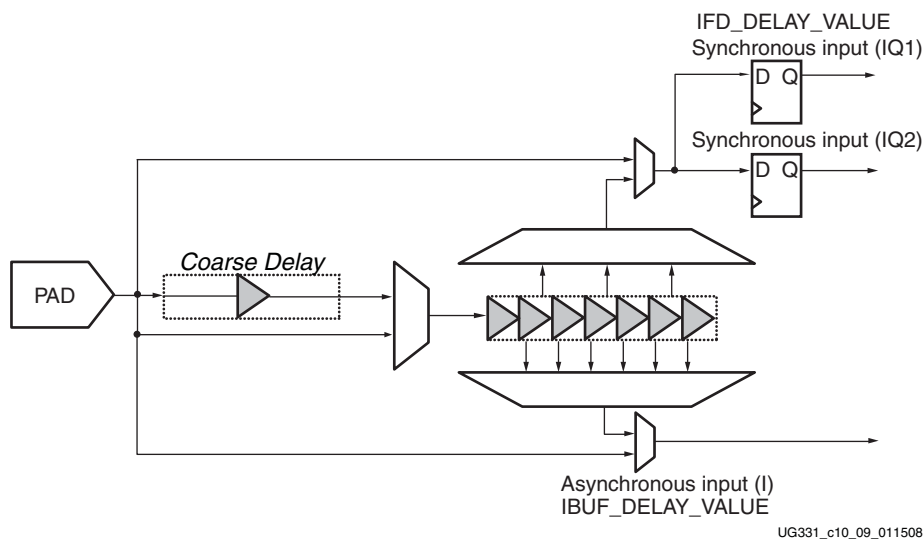 IFD_DELAY_VALUE
Synchronous input (IQ1)
D Q
Synchronous input (IQ2)
D Q
Coarse Delay
PAD
Asynchronous input (I)
IBUF_DELAY_VALUE
UG331_c10_09_011508